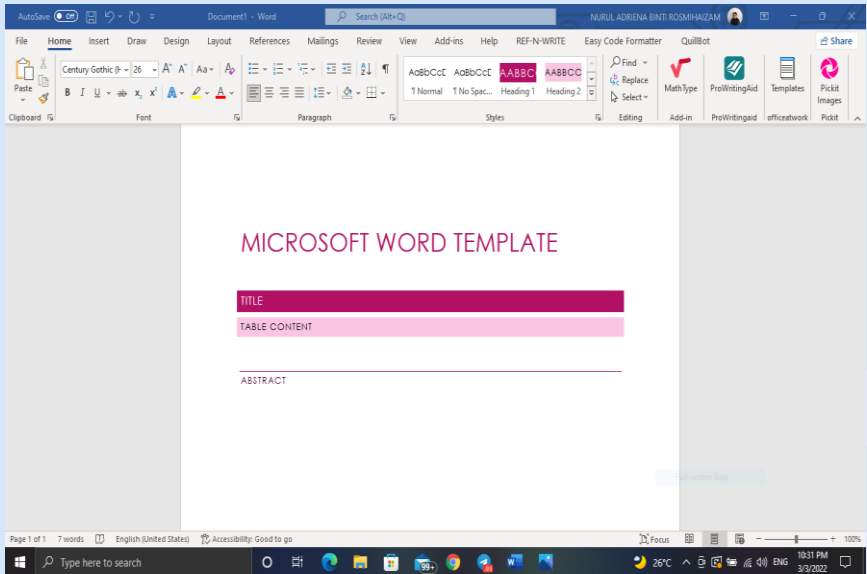 AutoSave Off Document1 - Word Search (Alt+Q) NURUL ADRIENA BINTI ROSMIHAIZAM
File Home Insert Draw Design Layout References Mailings Review View Add-ins Help REF-N-WRITE Easy Code Formatter QuillBot Share
Paste
Clipboard
Century Gothic (H 26
Font
Paragraph
AaBbCcD AaBbCcD AABBC AABBCC
¶ Normal ¶ No Spac... Heading 1 Heading 2
Styles
Find
Replace
Select
Editing
MathType
Add-in
ProWritingAid
ProWritingaid
Templates
officeatwork
Pickit Images
Pickit
MICROSOFT WORD TEMPLATE
TITLE
TABLE CONTENT
ABSTRACT
Page 1 of 1 7 words English (United States) Accessibility: Good to go Focus 100%
Type here to search 99+ 26°C ENG 10:31 PM
3/3/2022